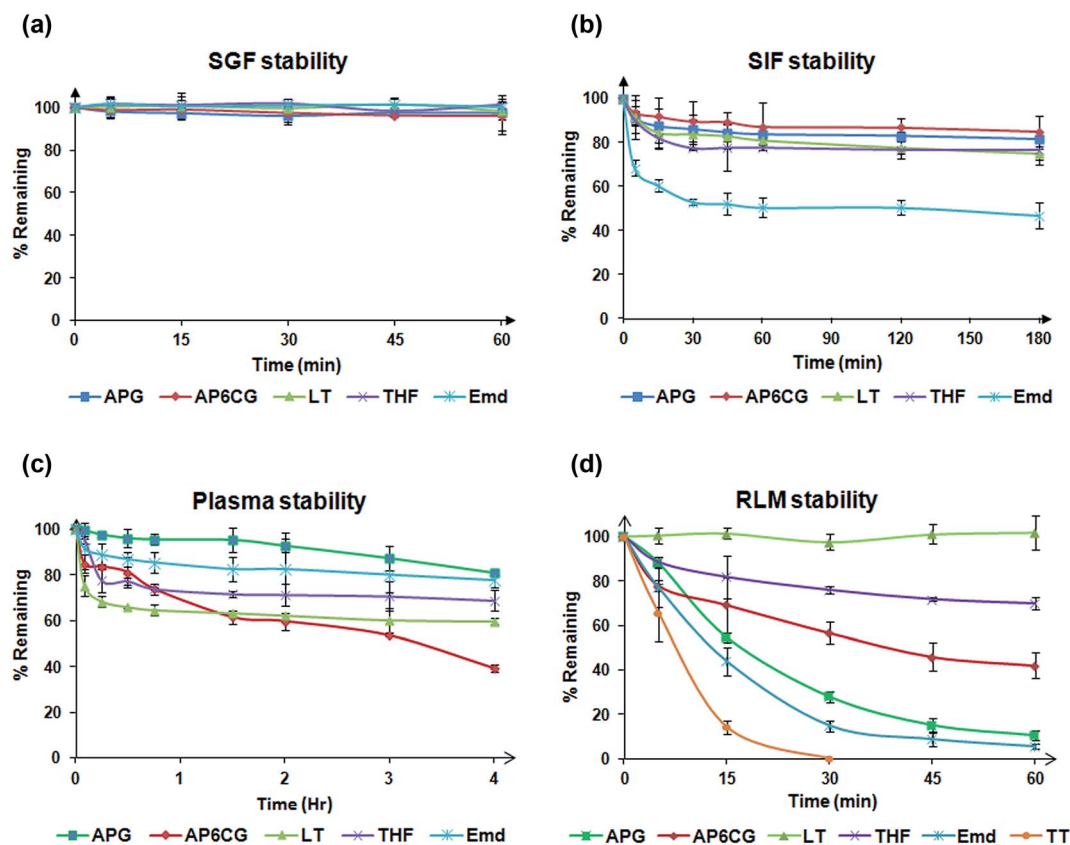 (a)
SGF stability
% Remaining
100
80
60
40
20
0
0 15 30 45 60
Time (min)
APG AP6CG LT THF Emd
(b)
SIF stability
% Remaining
100
80
60
40
20
0
0 30 60 90 120 150 180
Time (min)
APG AP6CG LT THF Emd
(c)
Plasma stability
% Remaining
100
80
60
40
20
0
0 1 2 3 4
Time (Hr)
APG AP6CG LT THF Emd
(d)
RLM stability
% Remaining
100
80
60
40
20
0
0 15 30 45 60
Time (min)
APG AP6CG LT THF Emd TT